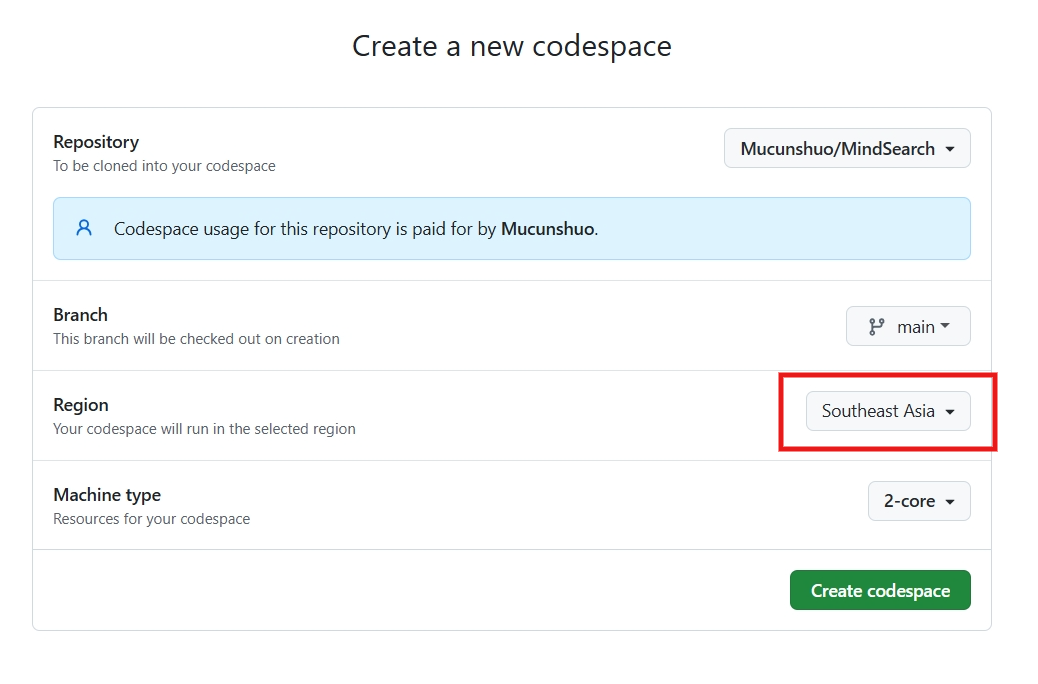 Create a new codespace
Repository
To be cloned into your codespace
Mucunshuo/MindSearch
Codespace usage for this repository is paid for by Mucunshuo.
Branch
This branch will be checked out on creation
main
Region
Your codespace will run in the selected region
Southeast Asia
Machine type
Resources for your codespace
2-core
Create codespace